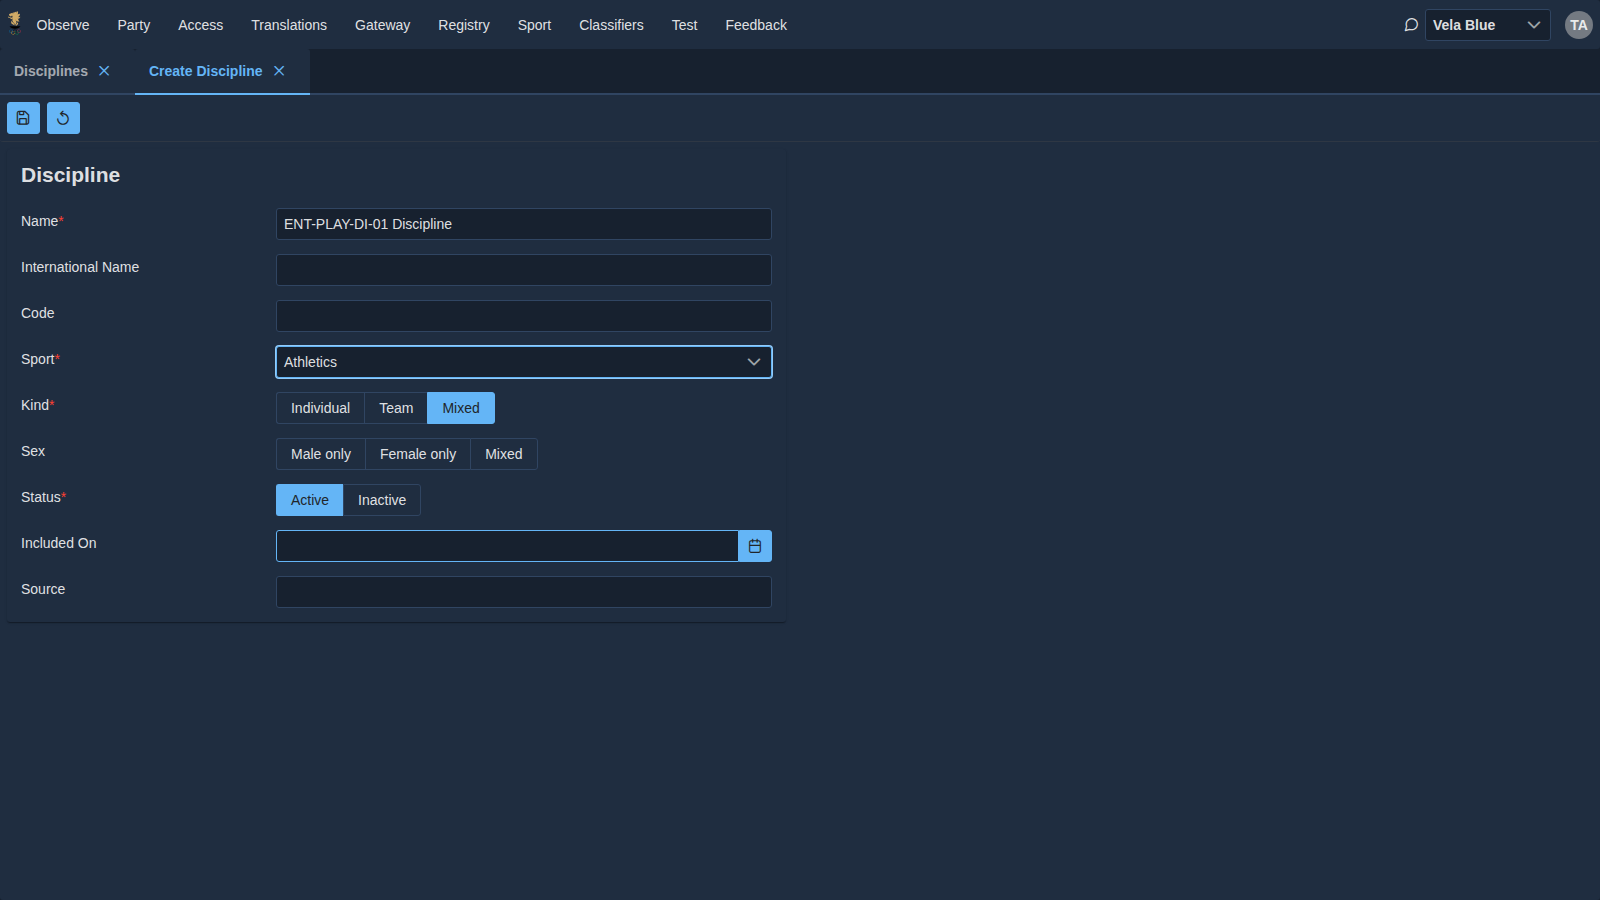 Observe Party Access Translations Gateway Registry Sport Classifiers Test Feedback Vela Blue TA
Disciplines Create Discipline
Discipline
Name* ENT-PLAY-DI-01 Discipline
International Name
Code
Sport* Athletics
Kind* Individual Team Mixed
Sex Male only Female only Mixed
Status* Active Inactive
Included On
Source